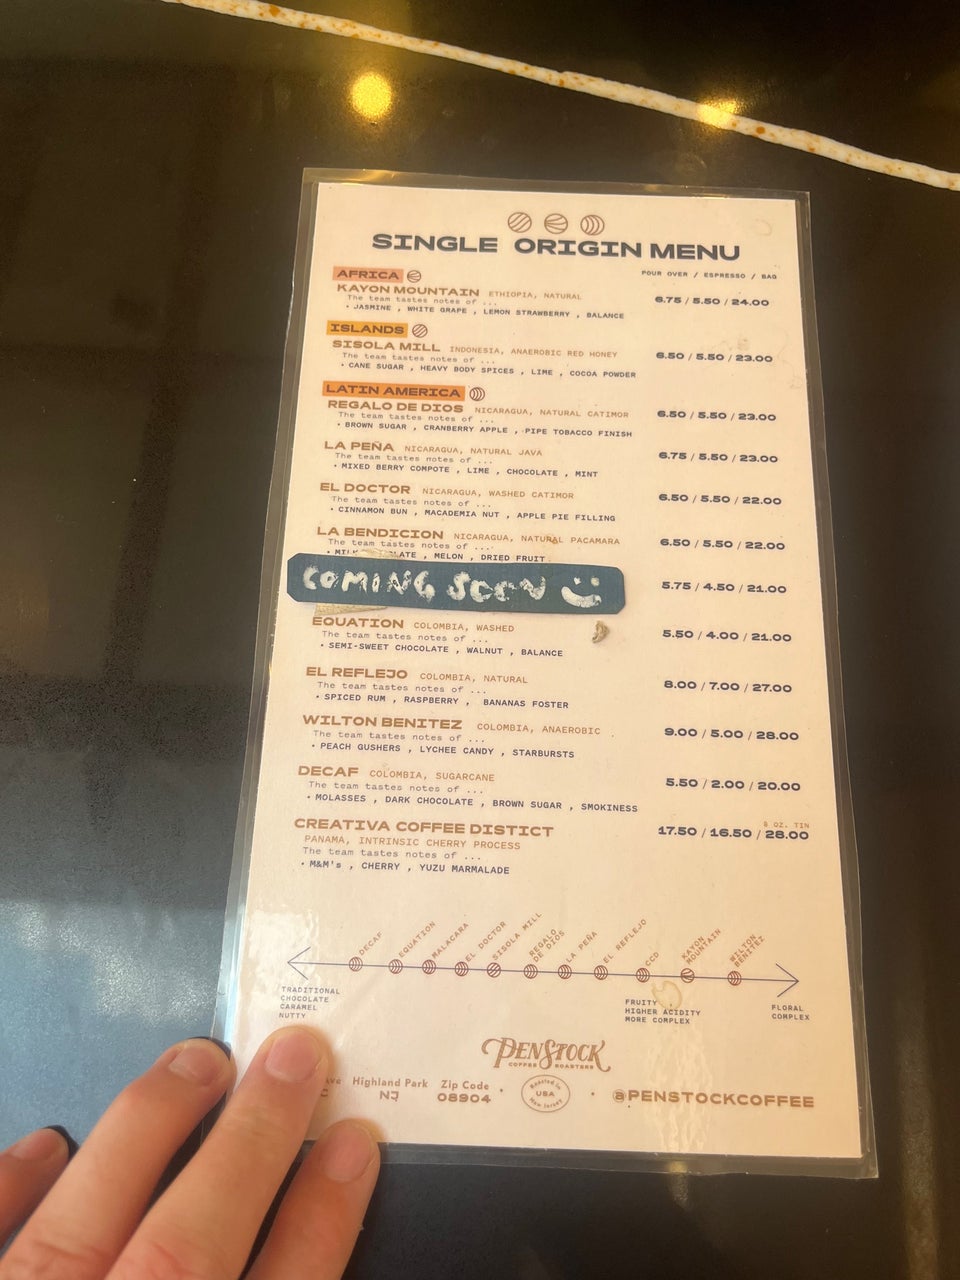 SINGLE ORIGIN MENU
POUR OVER / ESPRESSO / BAG
AFRICA
KAYON MOUNTAIN ETHIOPIA, NATURAL 6.75 / 5.50 / 24.00
The team tastes notes of ...
• JASMINE , WHITE GRAPE , LEMON STRAWBERRY , BALANCE
ISLANDS
SISOLA MILL INDONESIA, ANAEROBIC RED HONEY 6.50 / 5.50 / 23.00
The team tastes notes of ...
• CANE SUGAR , HEAVY BODY SPICES , LIME , COCOA POWDER
LATIN AMERICA
REGALO DE DIOS NICARAGUA, NATURAL CATIMOR 6.50 / 5.50 / 23.00
The team tastes notes of ...
• BROWN SUGAR , CRANBERRY APPLE , PIPE TOBACCO FINISH
LA PEÑA NICARAGUA, NATURAL JAVA 6.75 / 5.50 / 23.00
The team tastes notes of ...
• MIXED BERRY COMPOTE , LIME , CHOCOLATE , MINT
EL DOCTOR NICARAGUA, WASHED CATIMOR 6.50 / 5.50 / 22.00
The team tastes notes of ...
• CINNAMON BUN , MACADEMIA NUT , APPLE PIE FILLING
LA BENDICION NICARAGUA, NATURAL PACAMARA 6.50 / 5.50 / 22.00
The team tastes notes of ...
• MELON , DRIED FRUIT
COMING SOON 5.75 / 4.50 / 21.00
EQUATION COLOMBIA, WASHED 5.50 / 4.00 / 21.00
The team tastes notes of ...
• SEMI-SWEET CHOCOLATE , WALNUT , BALANCE
EL REFLEJO COLOMBIA, NATURAL 8.00 / 7.00 / 27.00
The team tastes notes of ...
• SPICED RUM , RASPBERRY , BANANAS FOSTER
WILTON BENITEZ COLOMBIA, ANAEROBIC 9.00 / 5.00 / 28.00
The team tastes notes of ...
• PEACH GUSHERS , LYCHEE CANDY , STARBURSTS
DECAF COLOMBIA, SUGARCANE 5.50 / 2.00 / 20.00
The team tastes notes of ...
• MOLASSES , DARK CHOCOLATE , BROWN SUGAR , SMOKINESS
8 OZ. TIN
CREATIVA COFFEE DISTICT 17.50 / 16.50 / 28.00
PANAMA, INTRINSIC CHERRY PROCESS
The team tastes notes of ...
• M&M's , CHERRY , YUZU MARMALADE
DECAF
EQUATION
MALACARA
EL DOCTOR
SISOLA MILL
REGALO
DE DIOS
LA PEÑA
EL REFLEJO
CCD
KAYON
MOUNTAIN
WILTON
BENITEZ
TRADITIONAL
CHOCOLATE
CARAMEL
NUTTY
FRUITY
HIGHER ACIDITY
MORE COMPLEX
FLORAL
COMPLEX
PENSTOCK
COFFEE ROASTERS
Ave Highland Park Zip Code
NJ 08904
Roasted in
USA
New Jersey
@PENSTOCKCOFFEE